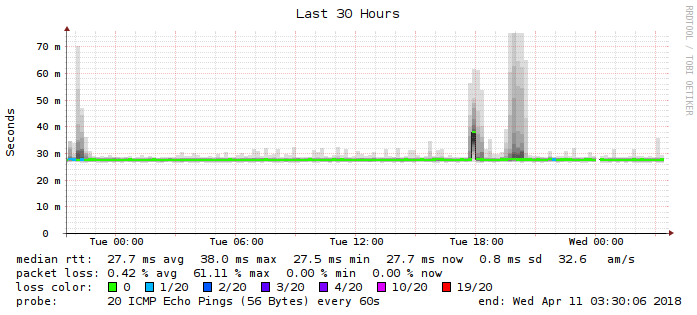 Last 30 Hours
RRDTOOL / TOBI OETIKER
Seconds
70 m
60 m
50 m
40 m
30 m
20 m
10 m
0
Tue 00:00 Tue 06:00 Tue 12:00 Tue 18:00 Wed 00:00
median rtt: 27.7 ms avg 38.0 ms max 27.5 ms min 27.7 ms now 0.8 ms sd 32.6 am/s
packet loss: 0.42 % avg 61.11 % max 0.00 % min 0.00 % now
loss color: 0 1/20 2/20 3/20 4/20 10/20 19/20
probe: 20 ICMP Echo Pings (56 Bytes) every 60s end: Wed Apr 11 03:30:06 2018